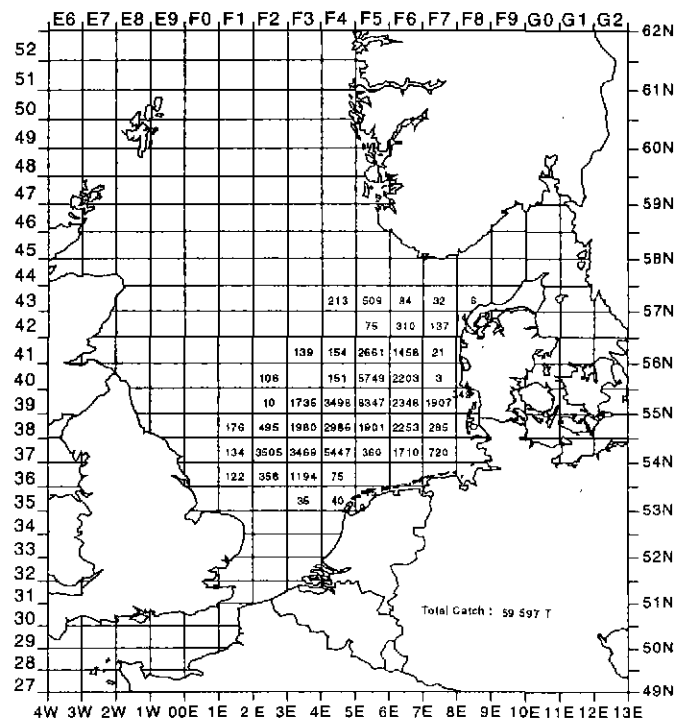 E6 E7 E8 E9 F0 F1 F2 F3 F4 F5 F6 F7 F8 F9 G0 G1 G2
62N
52
51 61N
50
49 60N
48
47 59N
46
45 58N
44
43 213 509 84 32 6 57N
42 75 310 137
41 139 154 2661 1458 21 56N
40 106 151 5749 2203 3
39 10 1735 3498 8347 2346 1907 55N
38 176 495 1980 2986 1901 2253 285
37 134 3505 3469 5447 360 1710 720 54N
36 122 356 1194 75
35 36 40 53N
34
33 52N
32
31 51N
30 Total Catch : 59 597 T
29 50N
28
27 49N
4W 3W 2W 1W 00E 1E 2E 3E 4E 5E 6E 7E 8E 9E 10E 11E 12E 13E